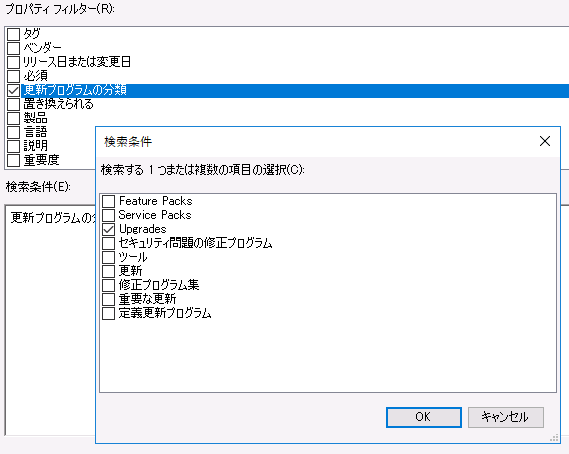 プロパティ フィルター(R):
タグ
ベンダー
リリース日または変更日
必須
更新プログラムの分類
置き換えられる
製品
言語
説明
重要度
検索条件(E):
更新プログラムの分
検索条件
検索する 1 つまたは複数の項目の選択(C):
Feature Packs
Service Packs
Upgrades
セキュリティ問題の修正プログラム
ツール
更新
修正プログラム集
重要な更新
定義更新プログラム
OK
キャンセル